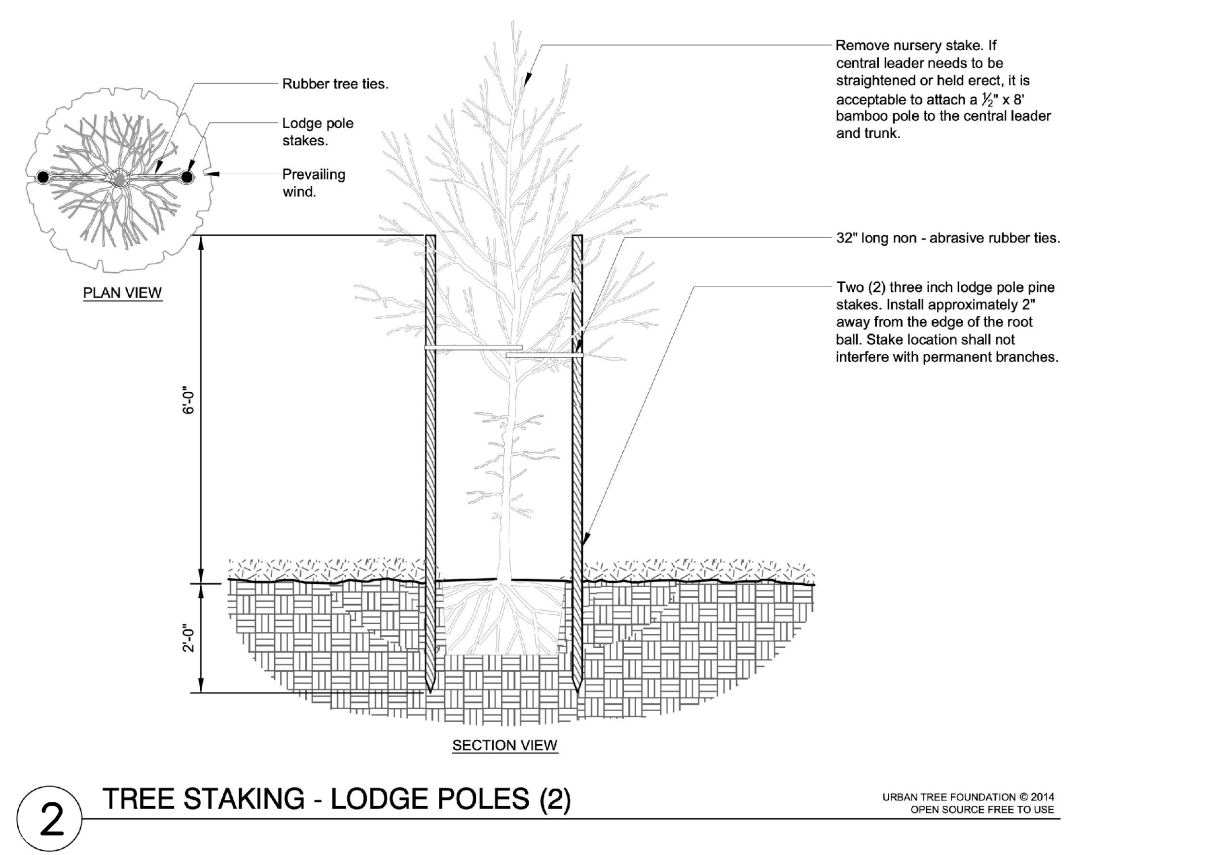 Rubber tree ties.
Lodge pole
stakes.
Prevailing
wind.
PLAN VIEW
Remove nursery stake. If
central leader needs to be
straightened or held erect, it is
acceptable to attach a ½" x 8'
bamboo pole to the central leader
and trunk.
32" long non - abrasive rubber ties.
Two (2) three inch lodge pole pine
stakes. Install approximately 2"
away from the edge of the root
ball. Stake location shall not
interfere with permanent branches.
6'-0"
2'-0"
SECTION VIEW
2
TREE STAKING - LODGE POLES (2)
URBAN TREE FOUNDATION © 2014
OPEN SOURCE FREE TO USE